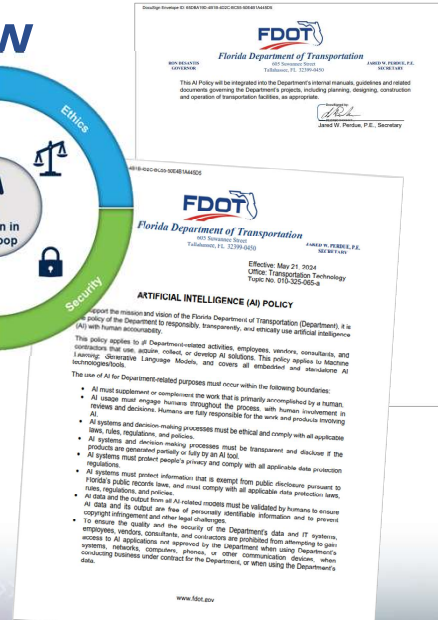 w
Ethics
n in
oop
Security
FDOT
Florida Department of Transportation
RON DESANTIS
GOVERNOR
605 Suwannee Street
Tallahassee, FL 32399-0450
JARED W. PERDUE, P.E.
SECRETARY
This AI Policy will be integrated into the Department's internal manuals, guidelines and related
documents governing the Department's projects, including planning, designing, construction
and operation of transportation facilities, as appropriate.
Jared W. Perdue, P.E., Secretary
FDOT
Florida Department of Transportation
605 Suwannee Street
Tallahassee, FL 32399-0450
JARED W. PERDUE, P.E.
SECRETARY
Effective: May 21, 2024
Office: Transportation Technology
Topic No. 010-325-065-a
ARTIFICIAL INTELLIGENCE (AI) POLICY
support the mission and vision of the Florida Department of Transportation (Department), it is
policy of the Department to responsibly, transparently, and ethically use artificial intelligence
(AI) with human accountability.
This policy applies to all Department-related activities, employees, vendors, consultants, and
contractors that use, acquire, collect, or develop AI solutions. This policy applies to Machine
Learning, Generative Language Models, and covers all embedded and standalone AI
technologies/tools.
The use of AI for Department-related purposes must occur within the following boundaries:
• AI must supplement or complement the work that is primarily accomplished by a human.
• AI usage must engage humans throughout the process, with human involvement in
reviews and decisions. Humans are fully responsible for the work and products involving
AI.
• AI systems and decision-making processes must be ethical and comply with all applicable
laws, rules, regulations, and policies.
• AI systems and decision making processes must be transparent and disclose if the
products are generated partially or fully by an AI tool.
• AI systems must protect people's privacy and comply with all applicable data protection
regulations.
• AI systems must protect information that is exempt from public disclosure pursuant to
Florida's public records laws, and must comply with all applicable data protection laws,
rules, regulations, and policies.
• AI data and the output from all AI related models must be validated by humans to ensure
AI data and its output are free of personally identifiable information and to prevent
copyright infringement and other legal challenges.
• To ensure the quality and the security of the Department's data and IT systems,
employees, vendors, consultants, and contractors are prohibited from attempting to gain
access to AI applications not approved by the Department when using Department's
systems, networks, computers, phones, or other communication devices, when
conducting business under contract for the Department, or when using the Department's
data.
www.fdot.gov